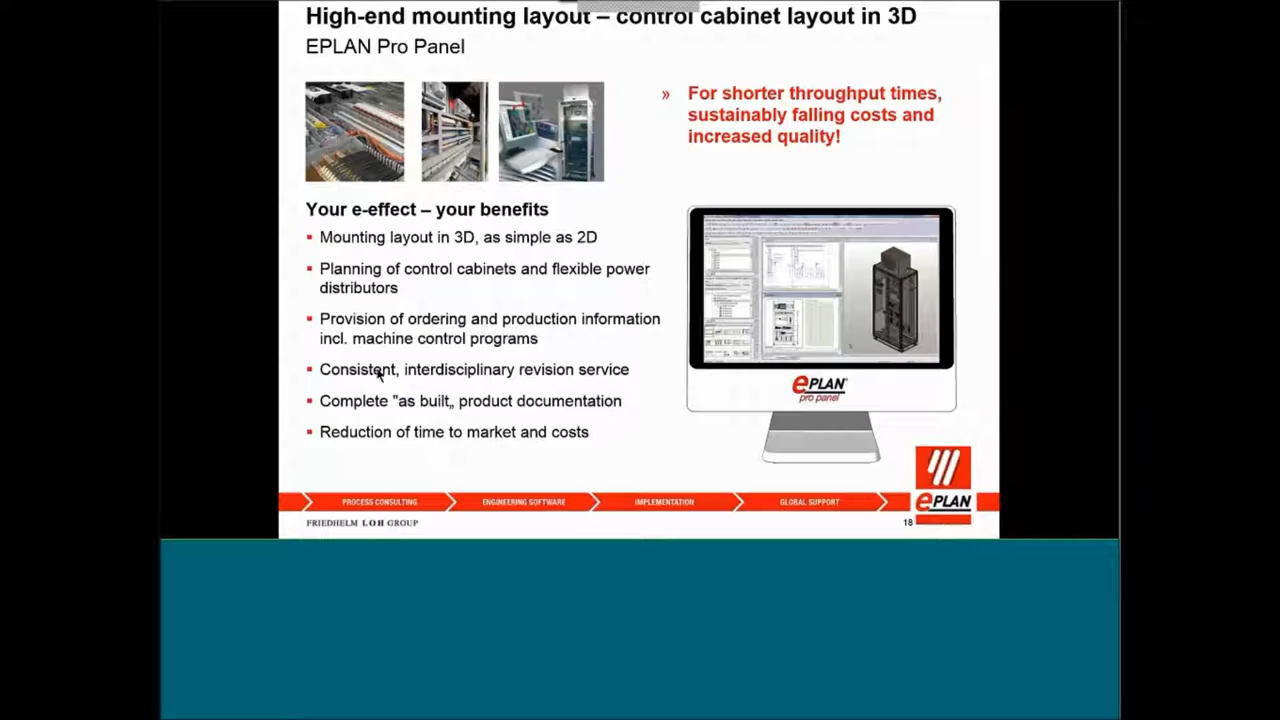 High-end mounting layout – control cabinet layout in 3D
EPLAN Pro Panel
» For shorter throughput times,
sustainably falling costs and
increased quality!
Your e-effect – your benefits
▪ Mounting layout in 3D, as simple as 2D
▪ Planning of control cabinets and flexible power
distributors
▪ Provision of ordering and production information
incl. machine control programs
▪ Consistent, interdisciplinary revision service
▪ Complete "as built„ product documentation
▪ Reduction of time to market and costs
ePLAN®
pro panel
PROCESS CONSULTING
ENGINEERING SOFTWARE
IMPLEMENTATION
GLOBAL SUPPORT
ePLAN
FRIEDHELM LOH GROUP
18